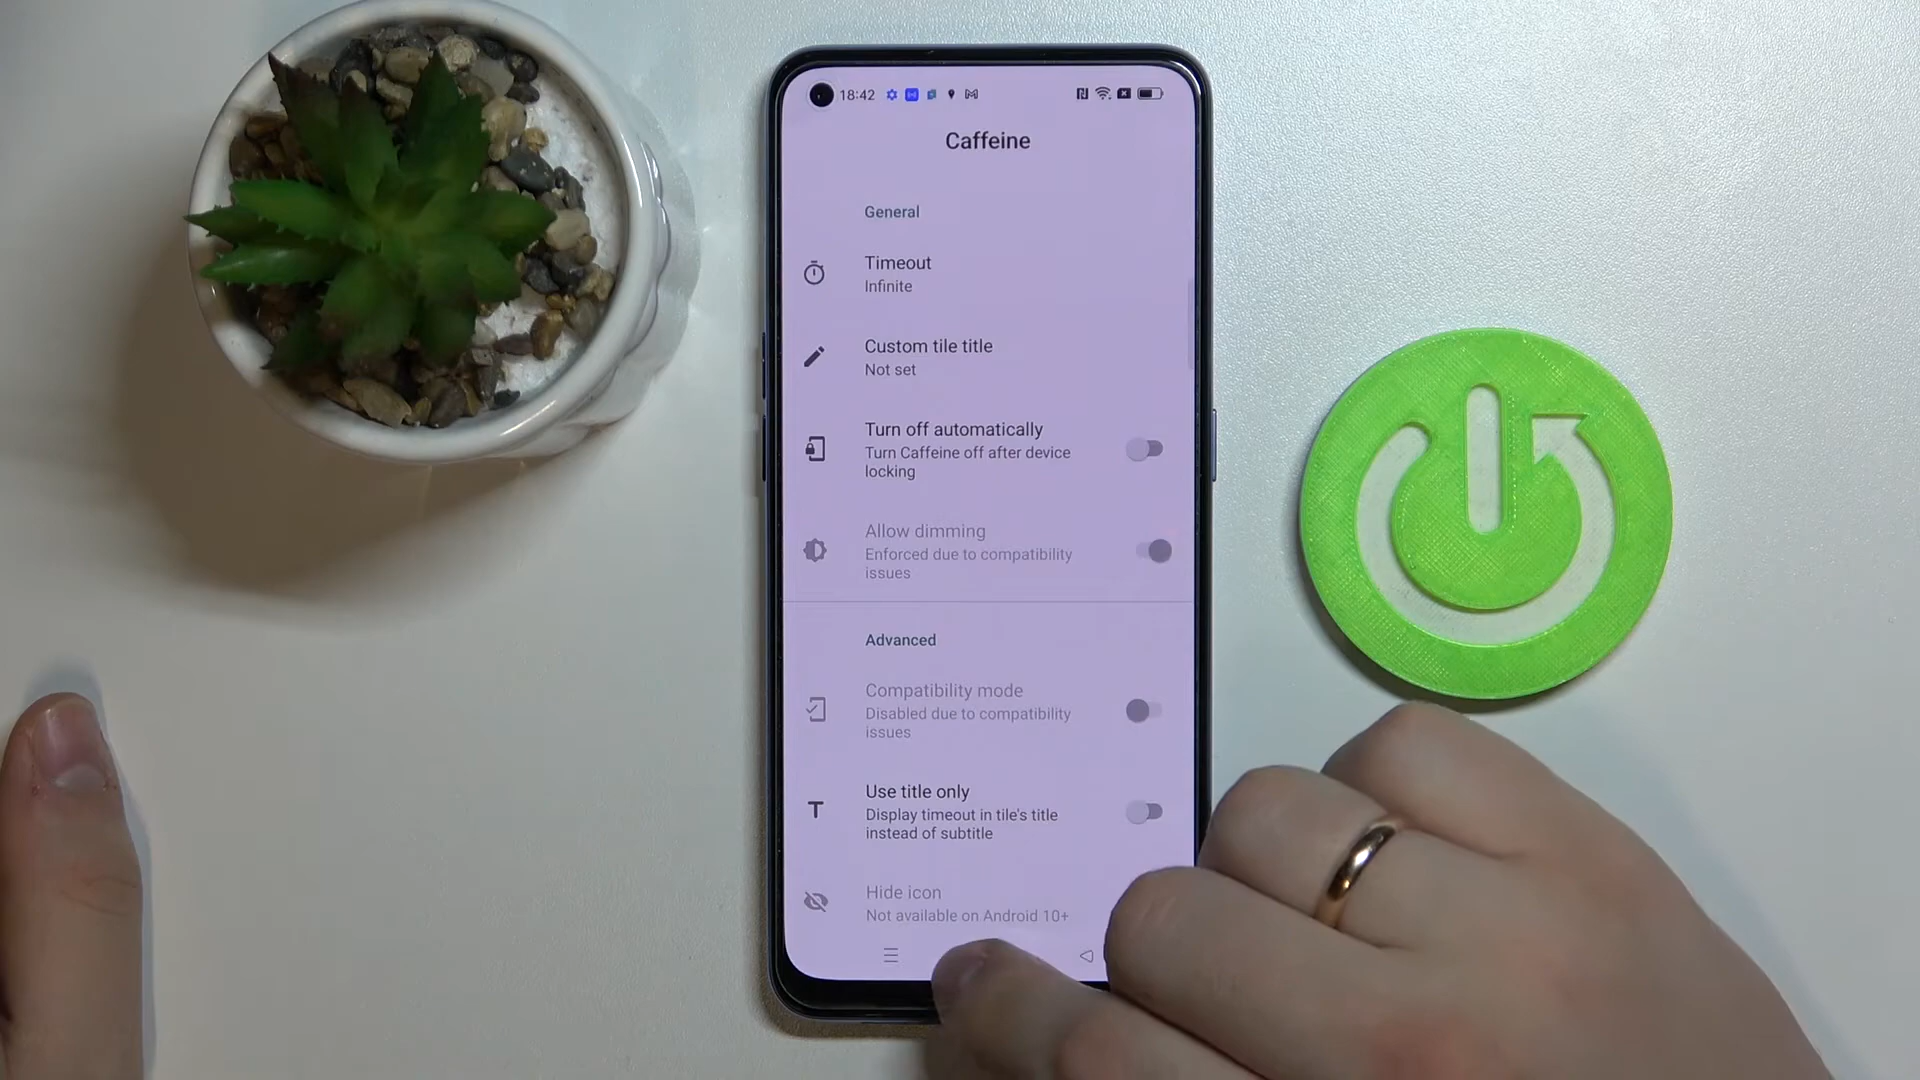 18:42
Caffeine
General
Timeout
Infinite
Custom tile title
Not set
Turn off automatically
Turn Caffeine off after device
locking
Allow dimming
Enforced due to compatibility
issues
Advanced
Compatibility mode
Disabled due to compatibility
issues
Use title only
Display timeout in tile's title
instead of subtitle
Hide icon
Not available on Android 10+